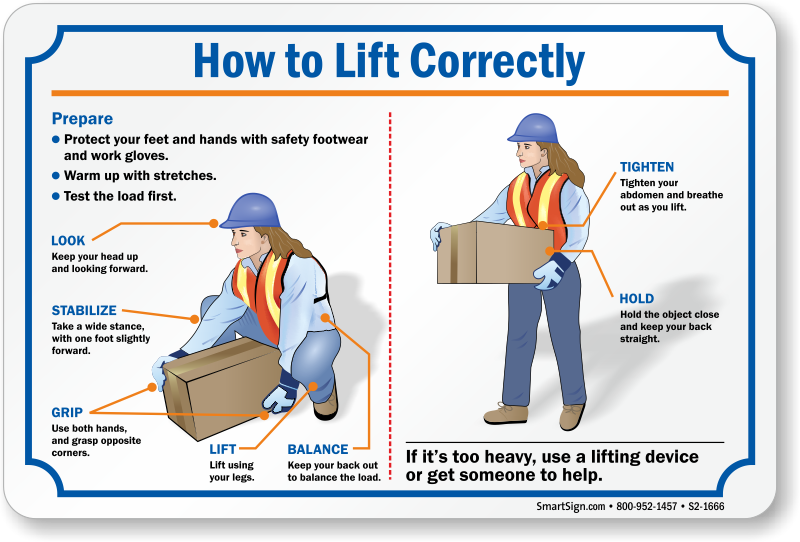 How to Lift Correctly
Prepare
● Protect your feet and hands with safety footwear
and work gloves.
● Warm up with stretches.
● Test the load first.
LOOK
Keep your head up
and looking forward.
STABILIZE
Take a wide stance,
with one foot slightly
forward.
GRIP
Use both hands,
and grasp opposite
corners.
LIFT
Lift using
your legs.
BALANCE
Keep your back out
to balance the load.
TIGHTEN
Tighten your
abdomen and breathe
out as you lift.
HOLD
Hold the object close
and keep your back
straight.
If it's too heavy, use a lifting device
or get someone to help.
SmartSign.com • 800-952-1457 • S2-1666